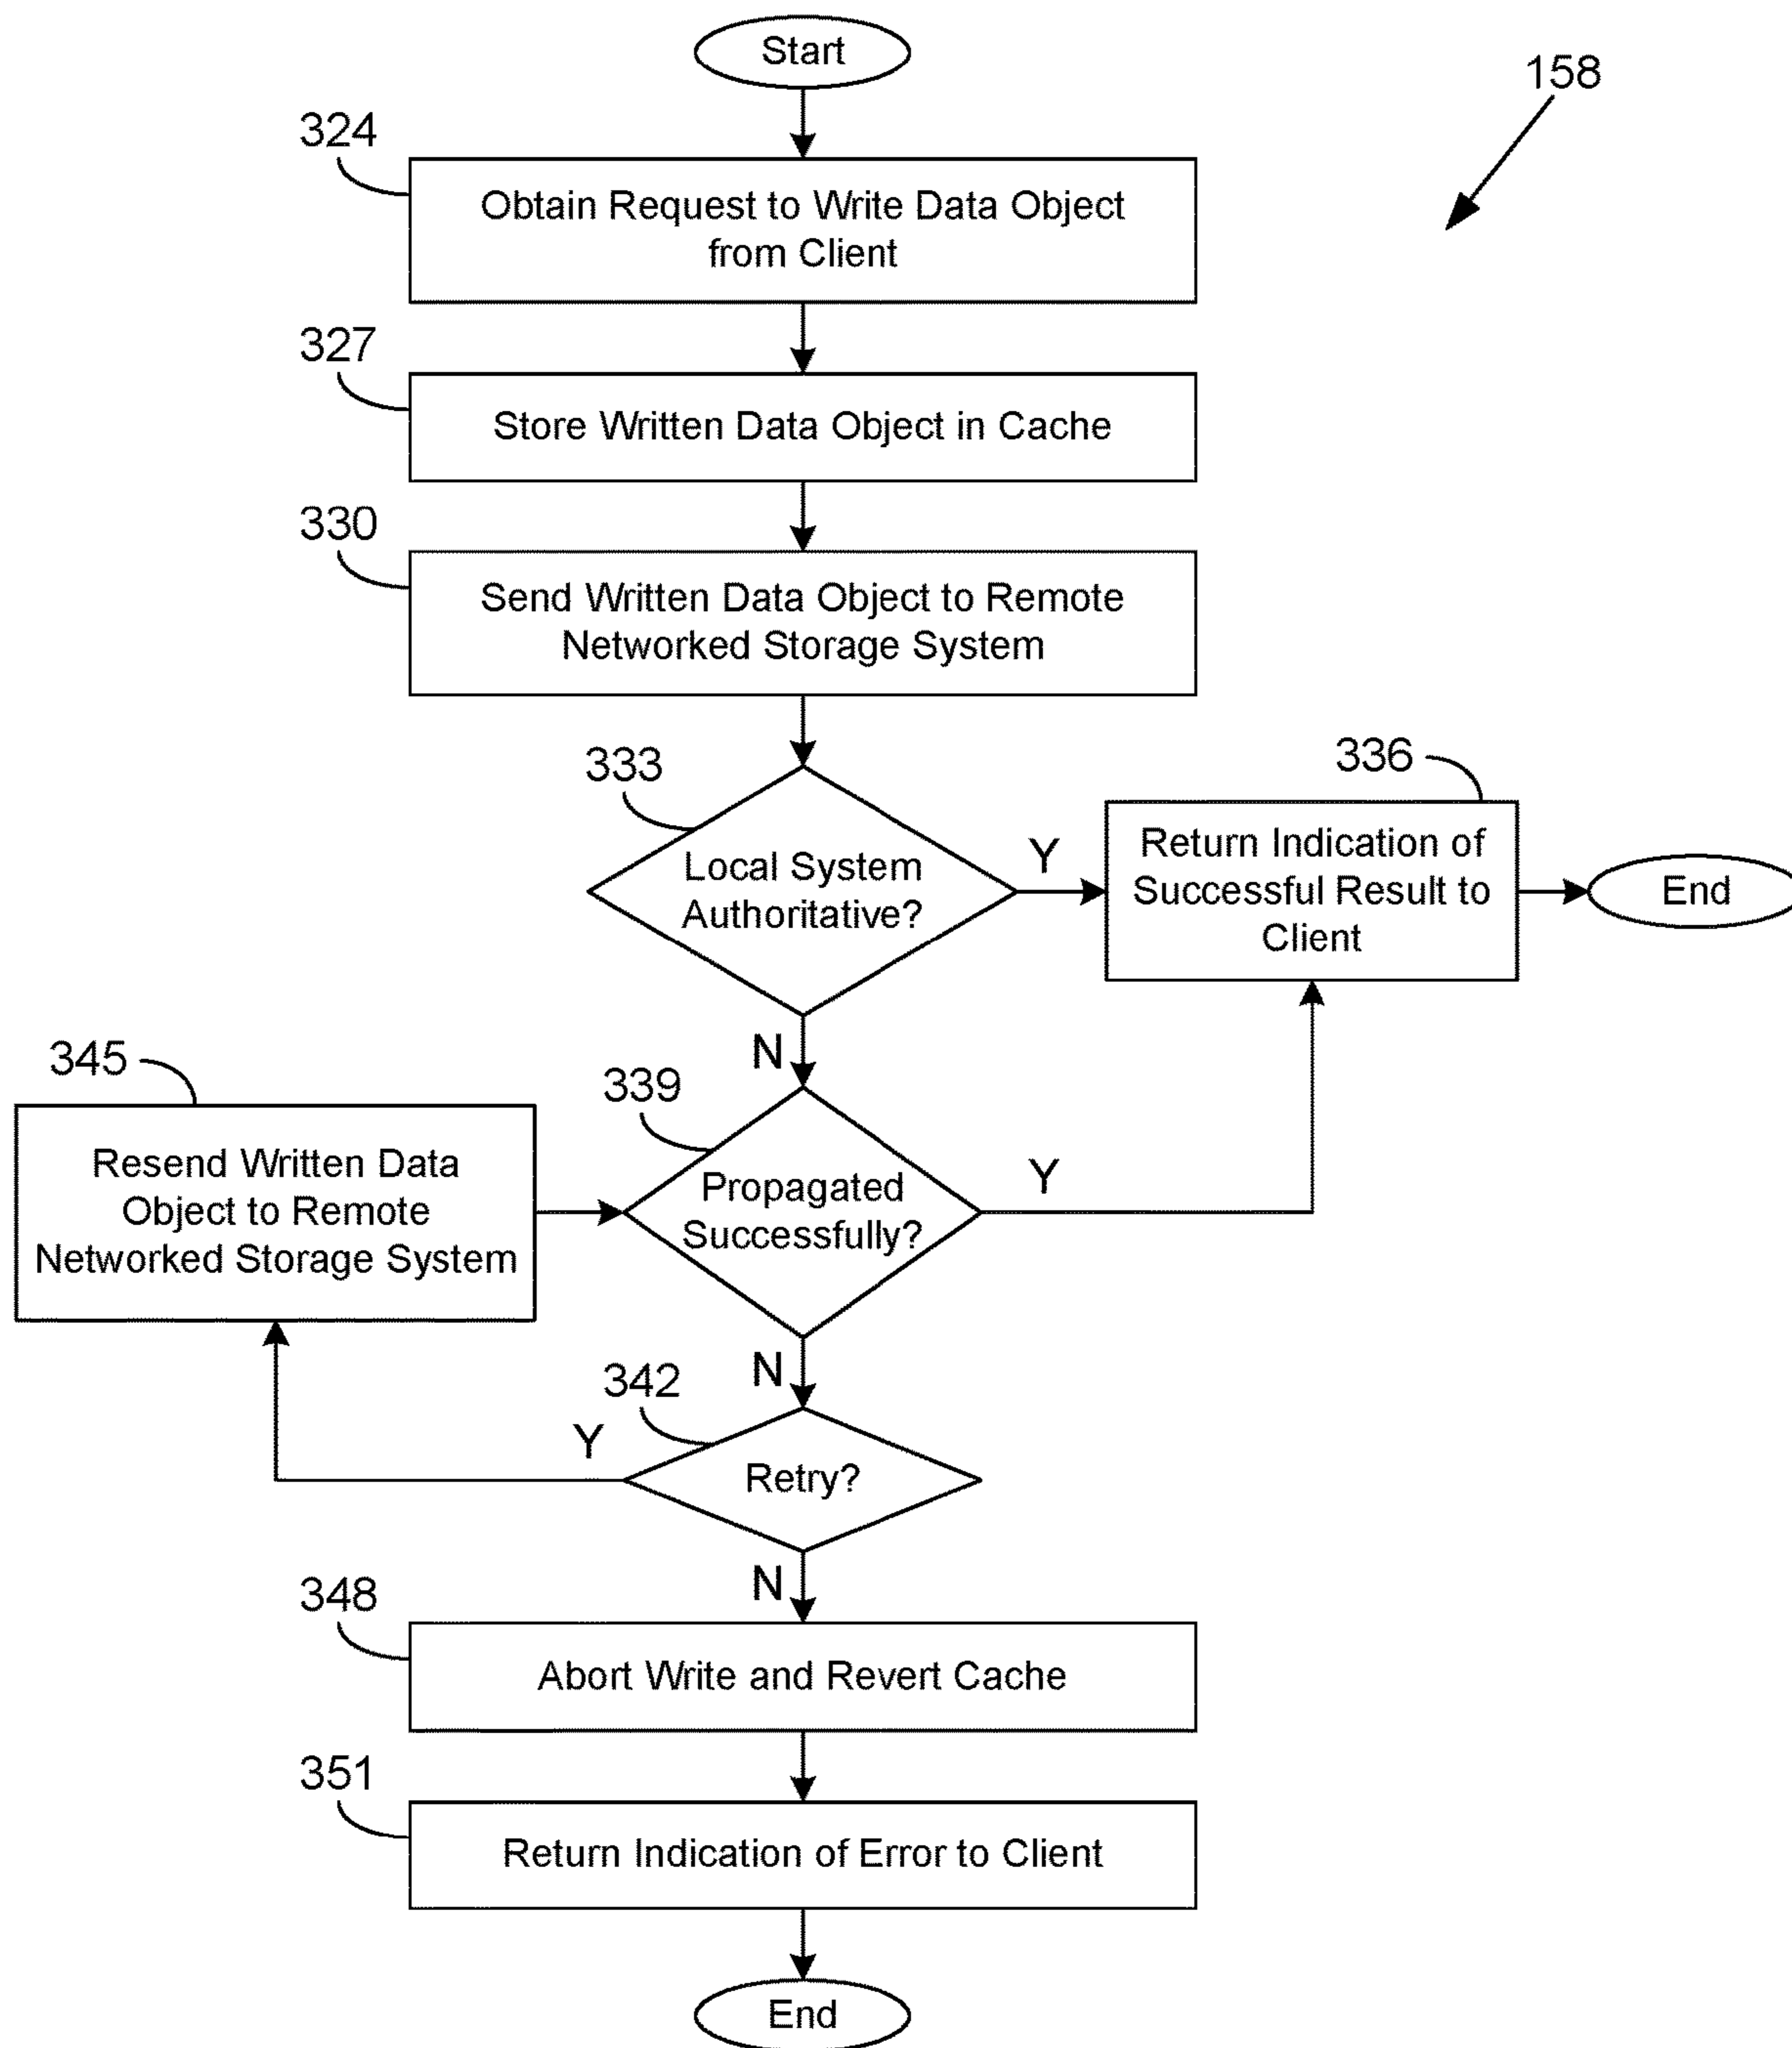 Start
158
324
Obtain Request to Write Data Object
from Client
327
Store Written Data Object in Cache
330
Send Written Data Object to Remote
Networked Storage System
333
Local System
Authoritative?
Y
336
Return Indication of
Successful Result to
Client
End
N
345
Resend Written Data
Object to Remote
Networked Storage System
339
Propagated
Successfully?
Y
N
342
Retry?
Y
N
348
Abort Write and Revert Cache
351
Return Indication of Error to Client
End